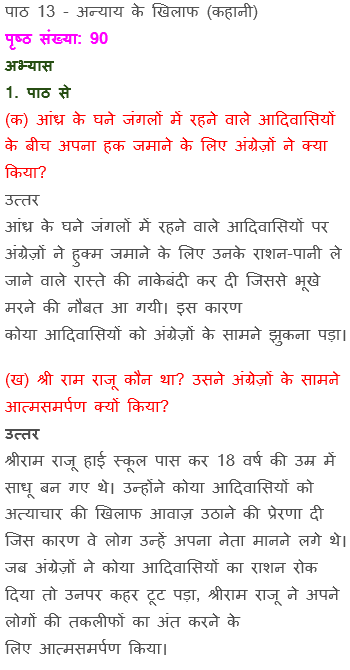 पाठ 13 - अन्याय के खिलाफ (कहानी)
पृष्ठ संख्या: 90
अभ्यास
1. पाठ से
(क) आंध्र के घने जंगलों में रहने वाले आदिवासियों
के बीच अपना हक जमाने के लिए अंग्रेज़ों ने क्या
किया?
उत्तर
आंध्र के घने जंगलों में रहने वाले आदिवासियों पर
अंग्रेज़ों ने हुक्म जमाने के लिए उनके राशन-पानी ले
जाने वाले रास्ते की नाकेबंदी कर दी जिससे भूखे
मरने की नौबत आ गयी। इस कारण
कोया आदिवासियों को अंग्रेज़ों के सामने झुकना पड़ा।
(ख) श्री राम राजू कौन था? उसने अंग्रेज़ों के सामने
आत्मसमर्पण क्यों किया?
उत्तर
श्रीराम राजू हाई स्कूल पास कर 18 वर्ष की उम्र में
साधू बन गए थे। उन्होंने कोया आदिवासियों को
अत्याचार की खिलाफ आवाज़ उठाने की प्रेरणा दी
जिस कारण वे लोग उन्हें अपना नेता मानने लगे थे।
जब अंग्रेज़ों ने कोया आदिवासियों का राशन रोक
दिया तो उनपर कहर टूट पड़ा, श्रीराम राजू ने अपने
लोगों की तकलीफों का अंत करने के
लिए आत्मसमर्पण किया।